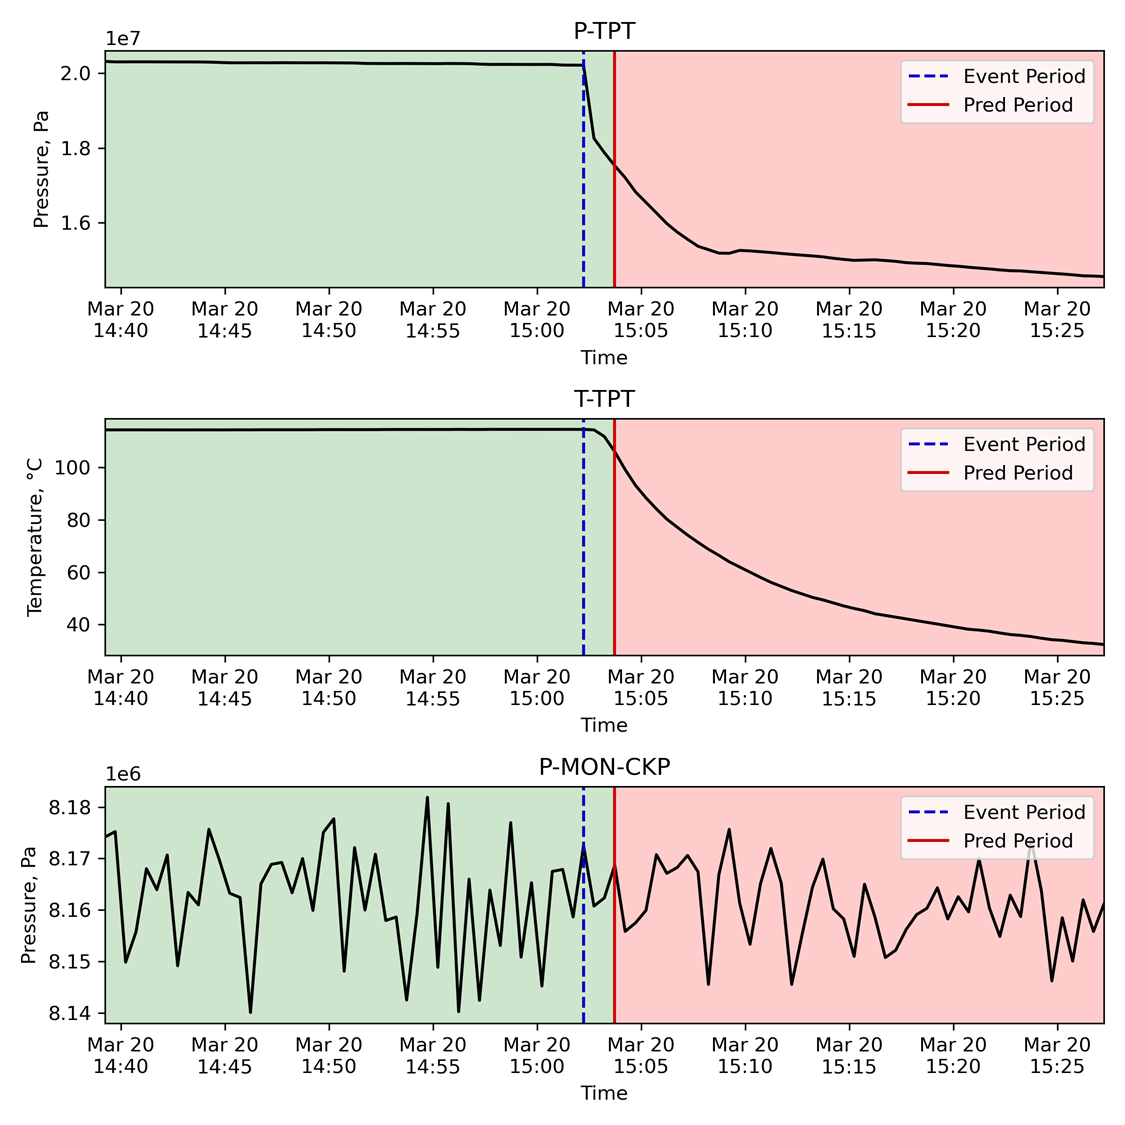 P-TPT
1e7
Pressure, Pa
2.0
1.8
1.6
Event Period
Pred Period
Mar 20 Mar 20 Mar 20 Mar 20 Mar 20 Mar 20 Mar 20 Mar 20 Mar 20 Mar 20
14:40 14:45 14:50 14:55 15:00 15:05 15:10 15:15 15:20 15:25
Time
T-TPT
Temperature, °C
100
80
60
40
Event Period
Pred Period
Mar 20 Mar 20 Mar 20 Mar 20 Mar 20 Mar 20 Mar 20 Mar 20 Mar 20 Mar 20
14:40 14:45 14:50 14:55 15:00 15:05 15:10 15:15 15:20 15:25
Time
P-MON-CKP
1e6
Pressure, Pa
8.18
8.17
8.16
8.15
8.14
Event Period
Pred Period
Mar 20 Mar 20 Mar 20 Mar 20 Mar 20 Mar 20 Mar 20 Mar 20 Mar 20 Mar 20
14:40 14:45 14:50 14:55 15:00 15:05 15:10 15:15 15:20 15:25
Time